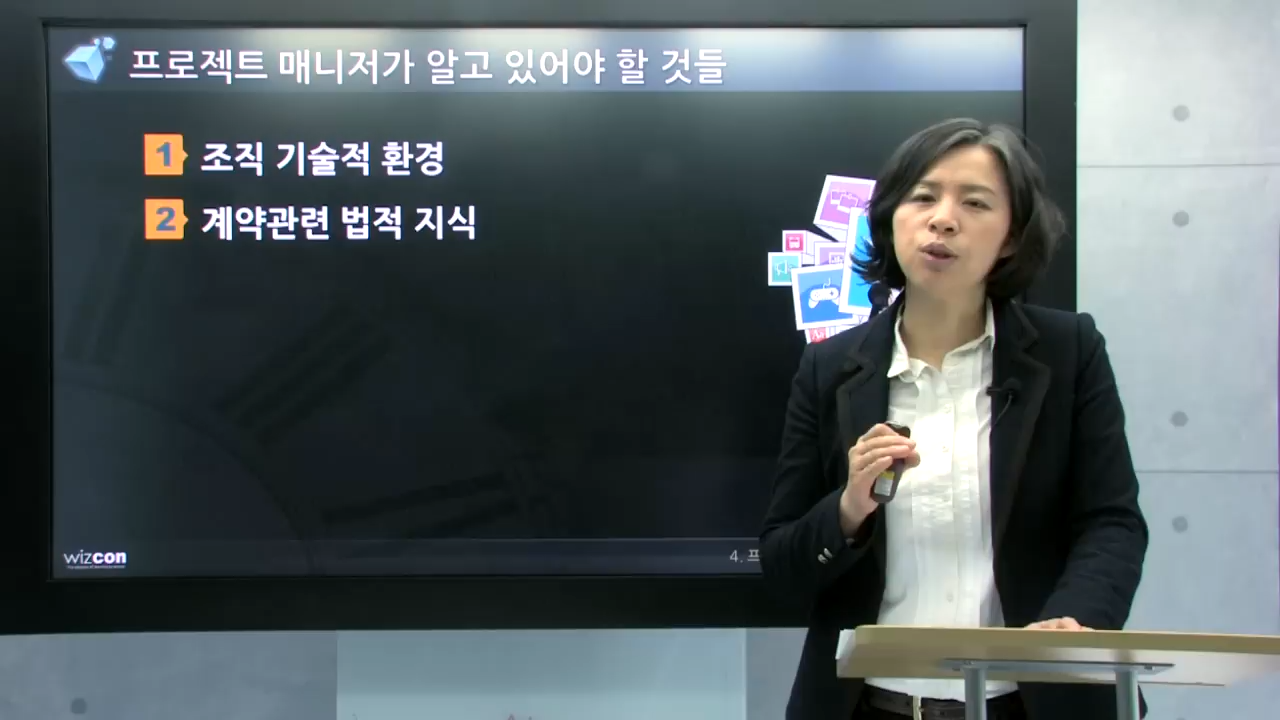 프로젝트 매니저가 알고 있어야 할 것들
1 조직 기술적 환경
2 계약관련 법적 지식
wizcon
4. 프